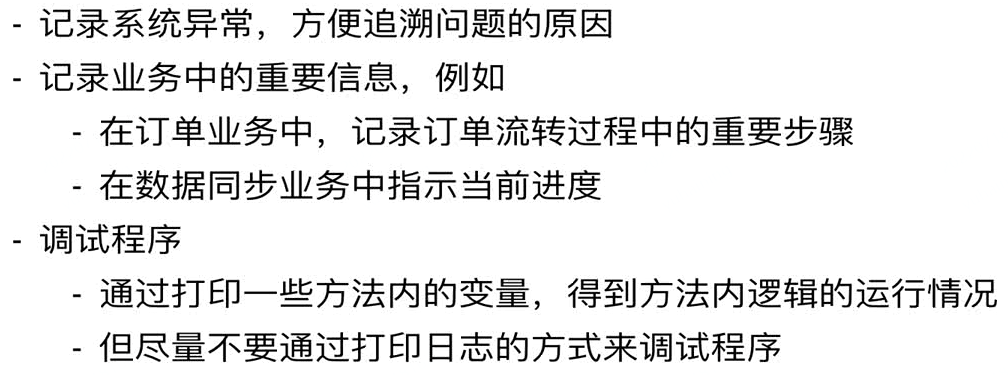 - 记录系统异常，方便追溯问题的原因
- 记录业务中的重要信息，例如
- 在订单业务中，记录订单流转过程中的重要步骤
- 在数据同步业务中指示当前进度
- 调试程序
- 通过打印一些方法内的变量，得到方法内逻辑的运行情况
- 但尽量不要通过打印日志的方式来调试程序